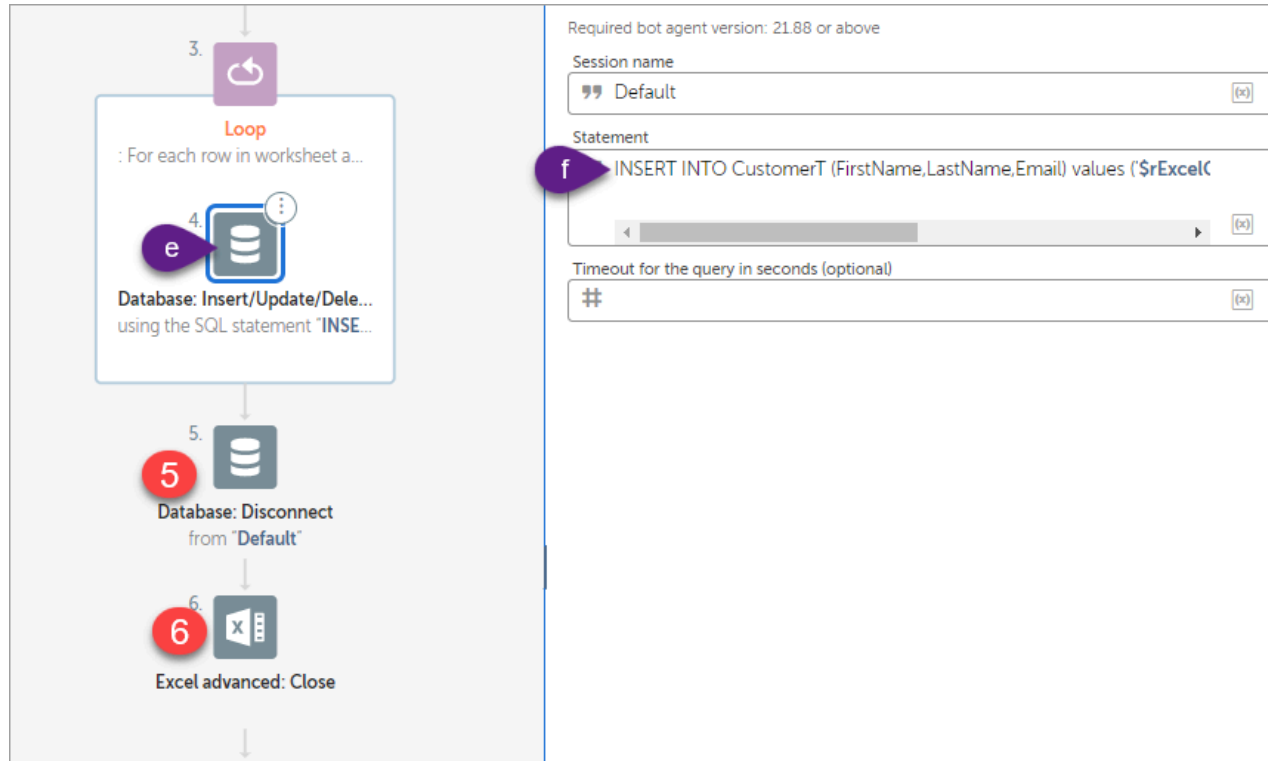 3.
Loop
: For each row in worksheet a...
4.
e
Database: Insert/Update/Dele...
using the SQL statement "INSE...
5.
5
Database: Disconnect
from "Default"
6.
6
Excel advanced: Close
Required bot agent version: 21.88 or above
Session name
Default
(x)
Statement
f
INSERT INTO CustomerT (FirstName,LastName,Email) values ('$rExcel
(x)
Timeout for the query in seconds (optional)
#
(x)